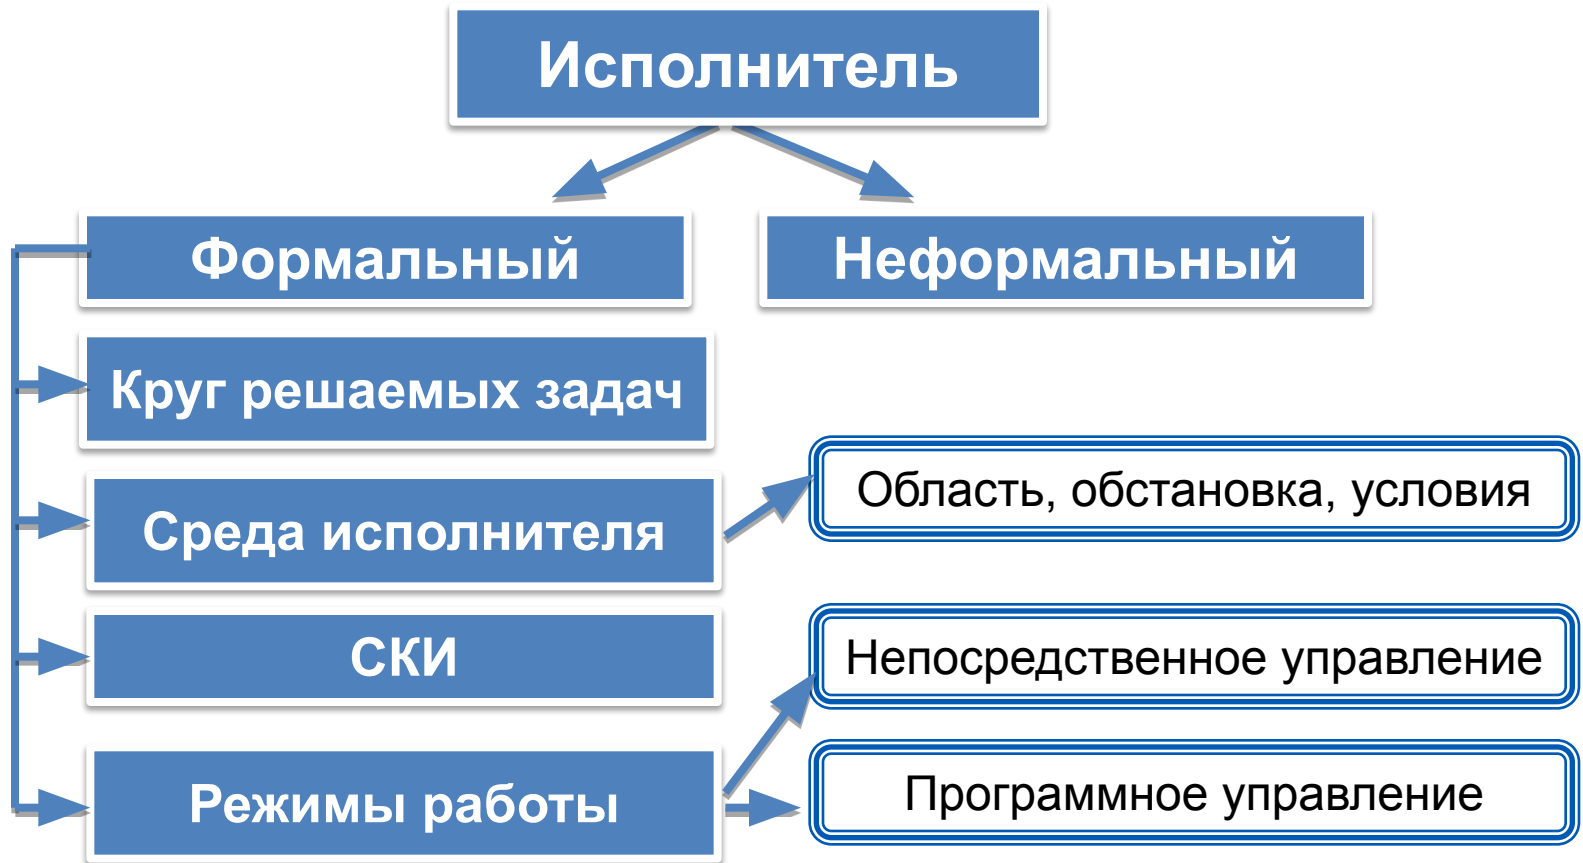 Исполнитель
Формальный
Неформальный
Круг решаемых задач
Среда исполнителя
Область, обстановка, условия
СКИ
Непосредственное управление
Режимы работы
Программное управление